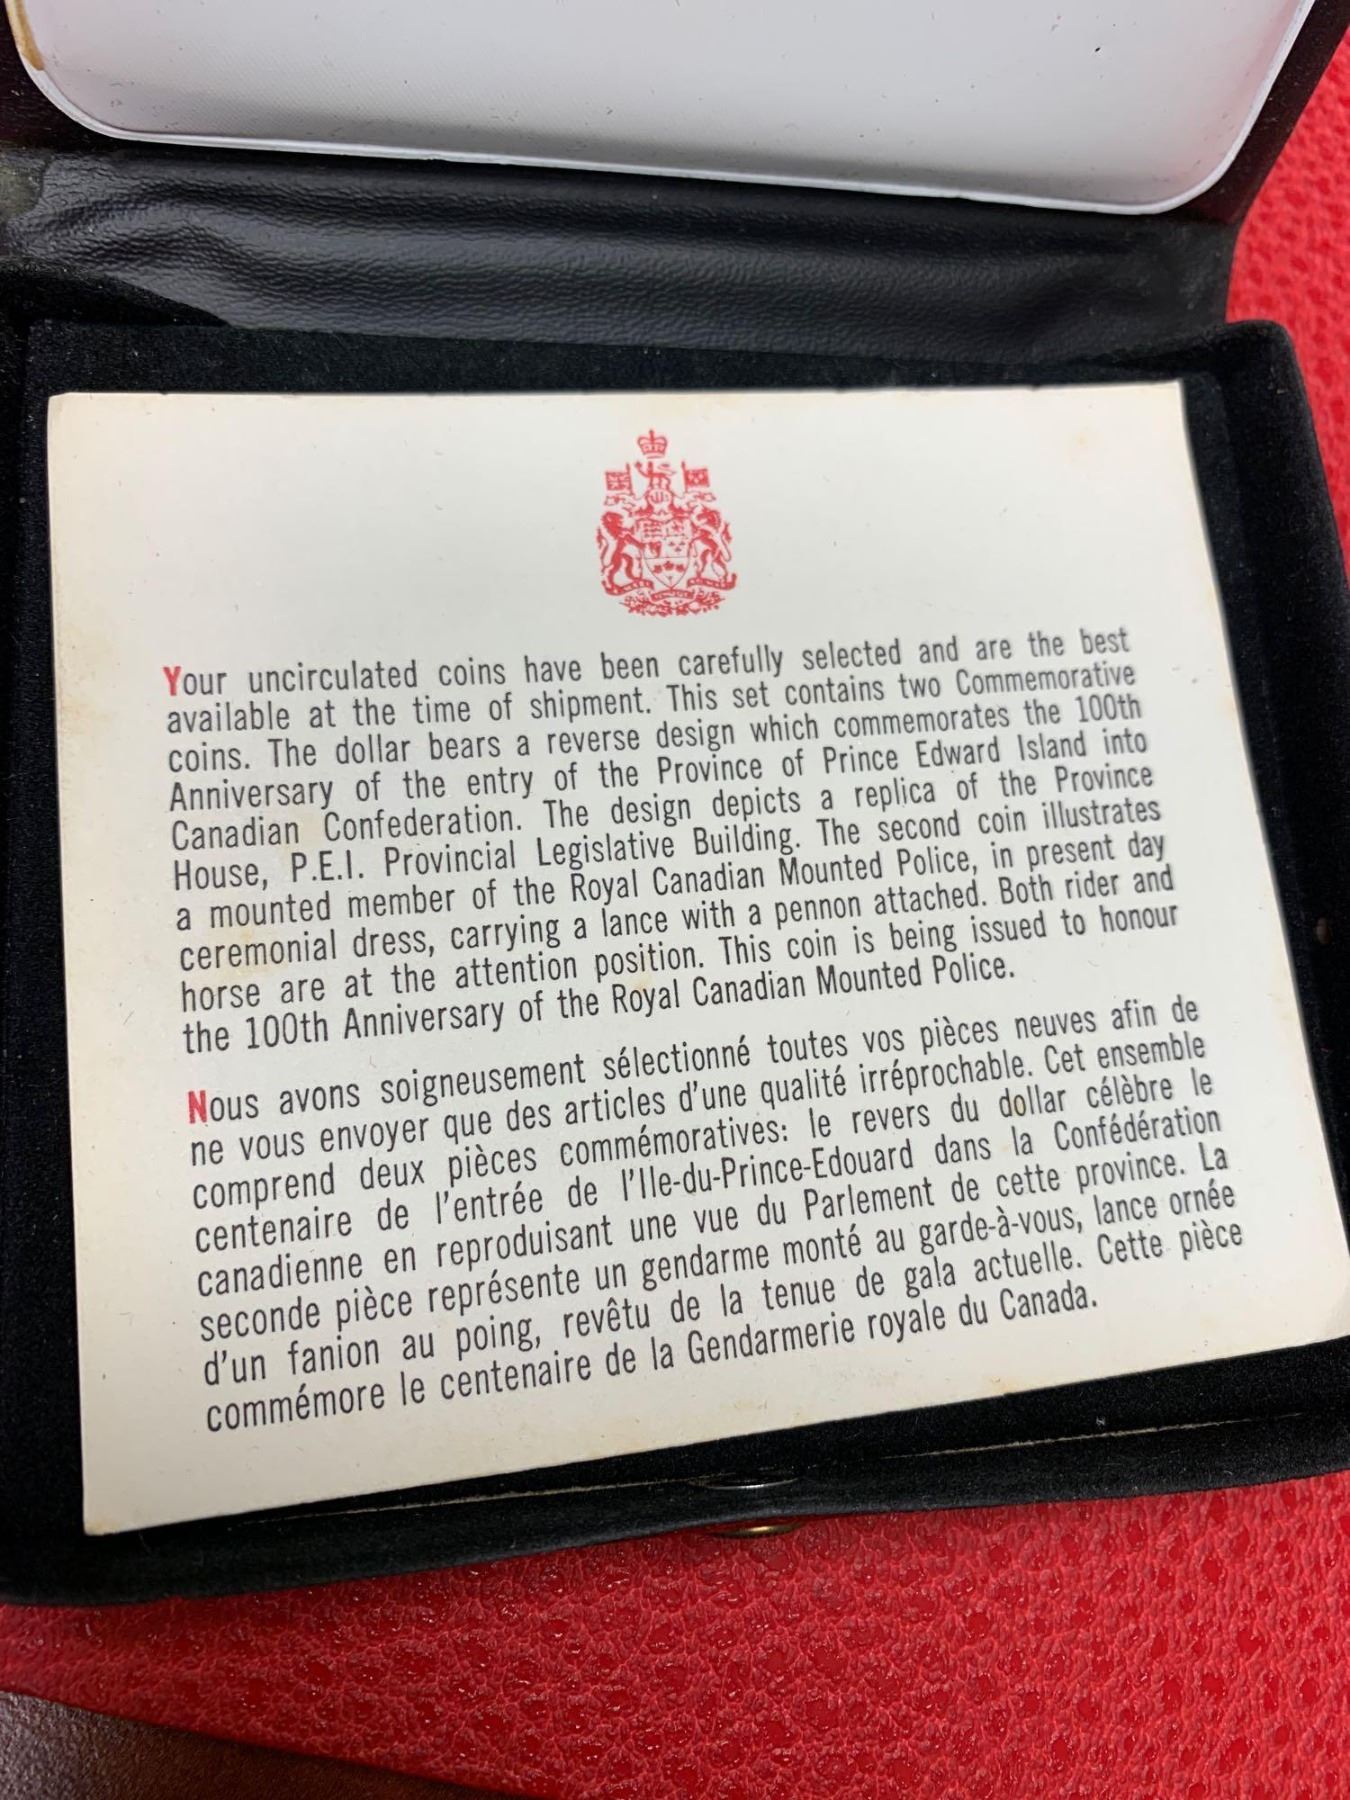 Your uncirculated coins have been carefully selected and are the best
available at the time of shipment. This set contains two Commemorative
coins. The dollar bears a reverse design which commemorates the 100th
Anniversary of the entry of the Province of Prince Edward Island into
Canadian Confederation. The design depicts a replica of the Province
House, P.E.I. Provincial Legislative Building. The second coin illustrates
a mounted member of the Royal Canadian Mounted Police, in present day
ceremonial dress, carrying a lance with a pennon attached. Both rider and
horse are at the attention position. This coin is being issued to honour
the 100th Anniversary of the Royal Canadian Mounted Police.
Nous avons soigneusement sélectionné toutes vos pièces neuves afin de
ne vous envoyer que des articles d'une qualité irréprochable. Cet ensemble
comprend deux pièces commémoratives: le revers du dollar célèbre le
centenaire de l'entrée de l'Ile-du-Prince-Edouard dans la Confédération
canadienne en reproduisant une vue du Parlement de cette province. La
seconde pièce représente un gendarme monté au garde-à-vous, lance ornée
d'un fanion au poing, revêtu de la tenue de gala actuelle. Cette pièce
commémore le centenaire de la Gendarmerie royale du Canada.